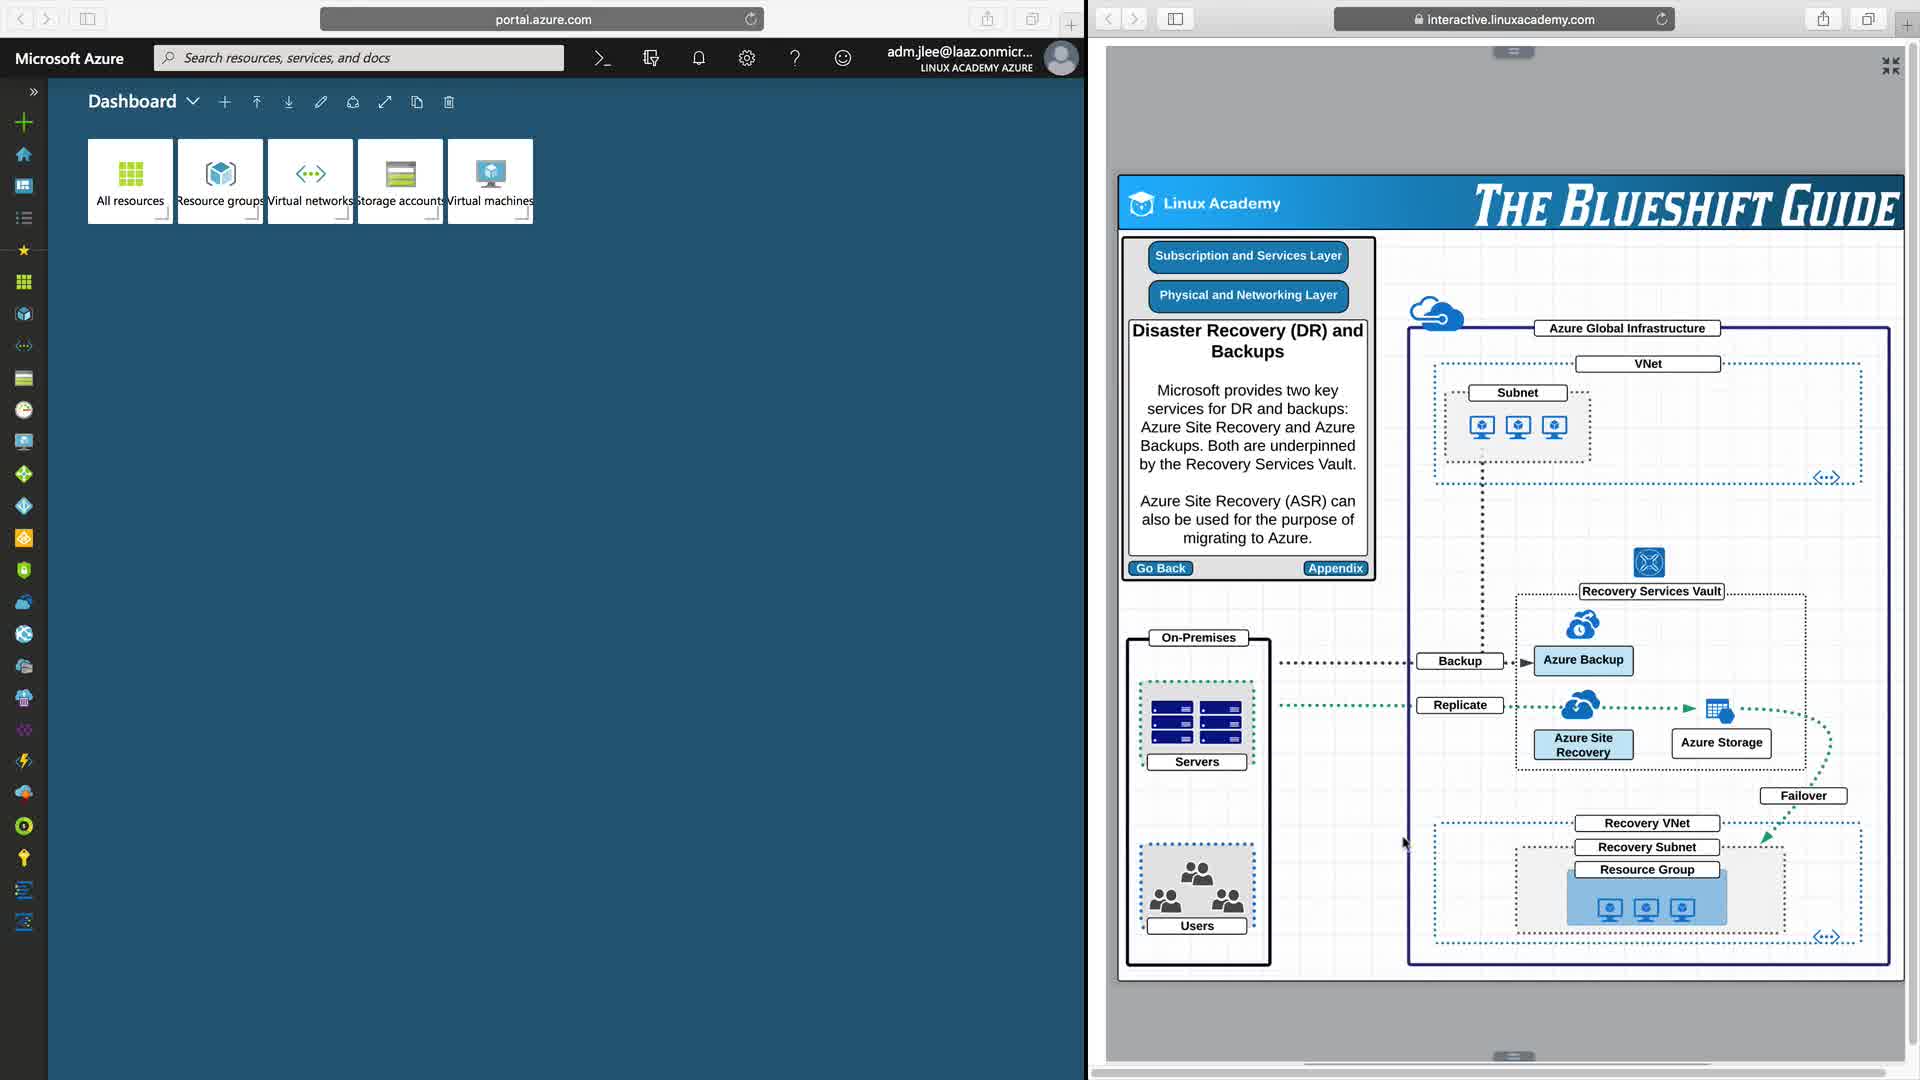 portal.azure.com
Microsoft Azure
Search resources, services, and docs
adm.jlee@laaz.onmicr...
LINUX ACADEMY AZURE
Dashboard
All resources
Resource groups
Virtual networks
Storage accounts
Virtual machines
interactive.linuxacademy.com
Linux Academy
THE BLUESHIFT GUIDE
Subscription and Services Layer
Physical and Networking Layer
Disaster Recovery (DR) and
Backups
Microsoft provides two key
services for DR and backups:
Azure Site Recovery and Azure
Backups. Both are underpinned
by the Recovery Services Vault.
Azure Site Recovery (ASR) can
also be used for the purpose of
migrating to Azure.
Go Back
Appendix
Azure Global Infrastructure
VNet
Subnet
Recovery Services Vault
On-Premises
Backup
Azure Backup
Replicate
Azure Site
Recovery
Azure Storage
Servers
Failover
Recovery VNet
Recovery Subnet
Resource Group
Users